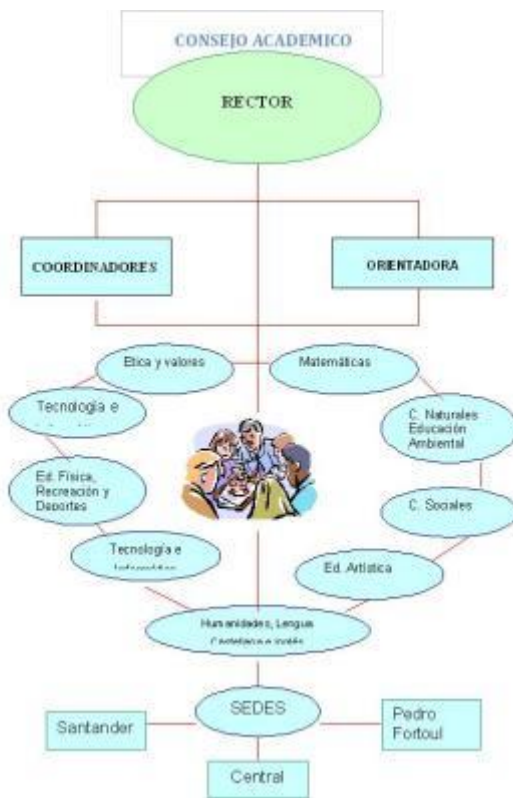 CONSEJO ACADEMICO
RECTOR
COORDINADORES
ORIENTADORA
Etica y valores
Matemáticas
Tecnología e
C. Naturales
Educación
Ambiental
Ed. Física,
Recreación y
Deportes
C. Sociales
Tecnología e
Ed. Artística
Humanidades, Lengua
SEDES
Santander
Pedro
Fortoul
Central